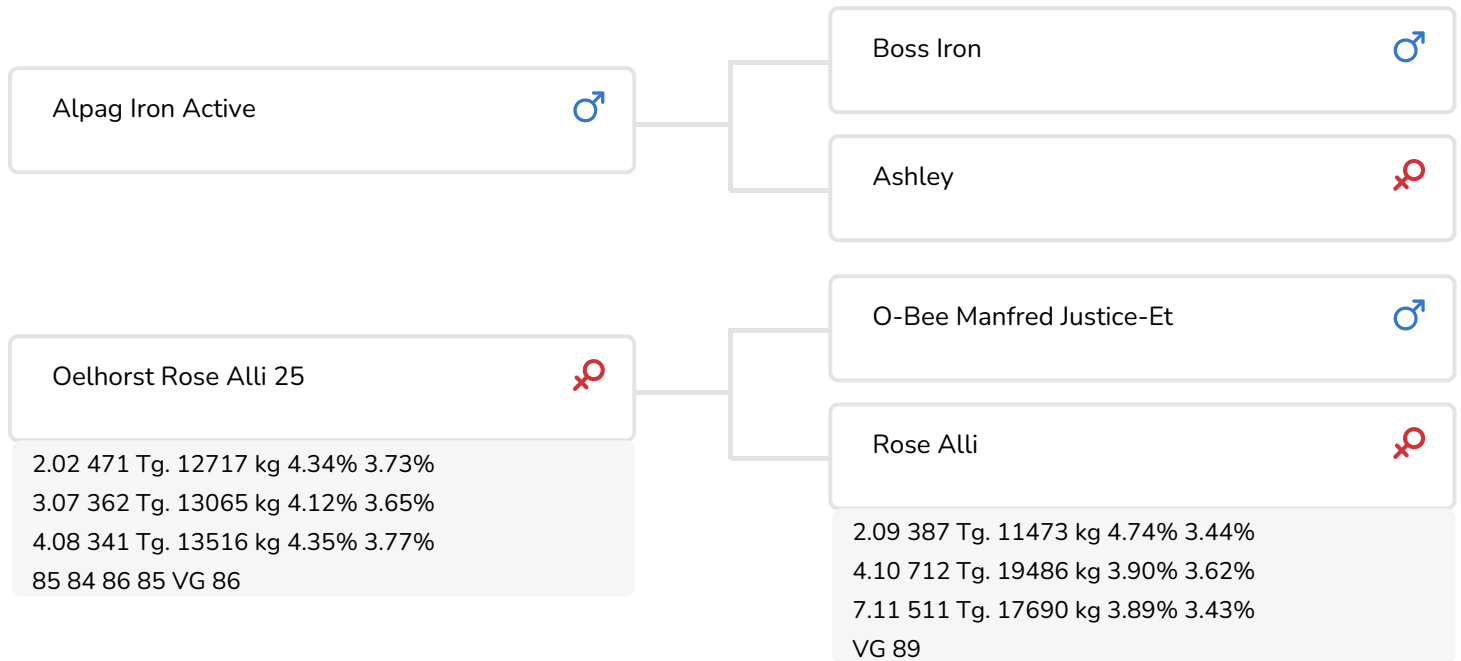 Boss Iron
Alpag Iron Active
Ashley
O-Bee Manfred Justice-Et
Oelhorst Rose Alli 25
2.02 471 Tg. 12717 kg 4.34% 3.73%
3.07 362 Tg. 13065 kg 4.12% 3.65%
4.08 341 Tg. 13516 kg 4.35% 3.77%
85 84 86 85 VG 86
Rose Alli
2.09 387 Tg. 11473 kg 4.74% 3.44%
4.10 712 Tg. 19486 kg 3.90% 3.62%
7.11 511 Tg. 17690 kg 3.89% 3.43%
VG 89